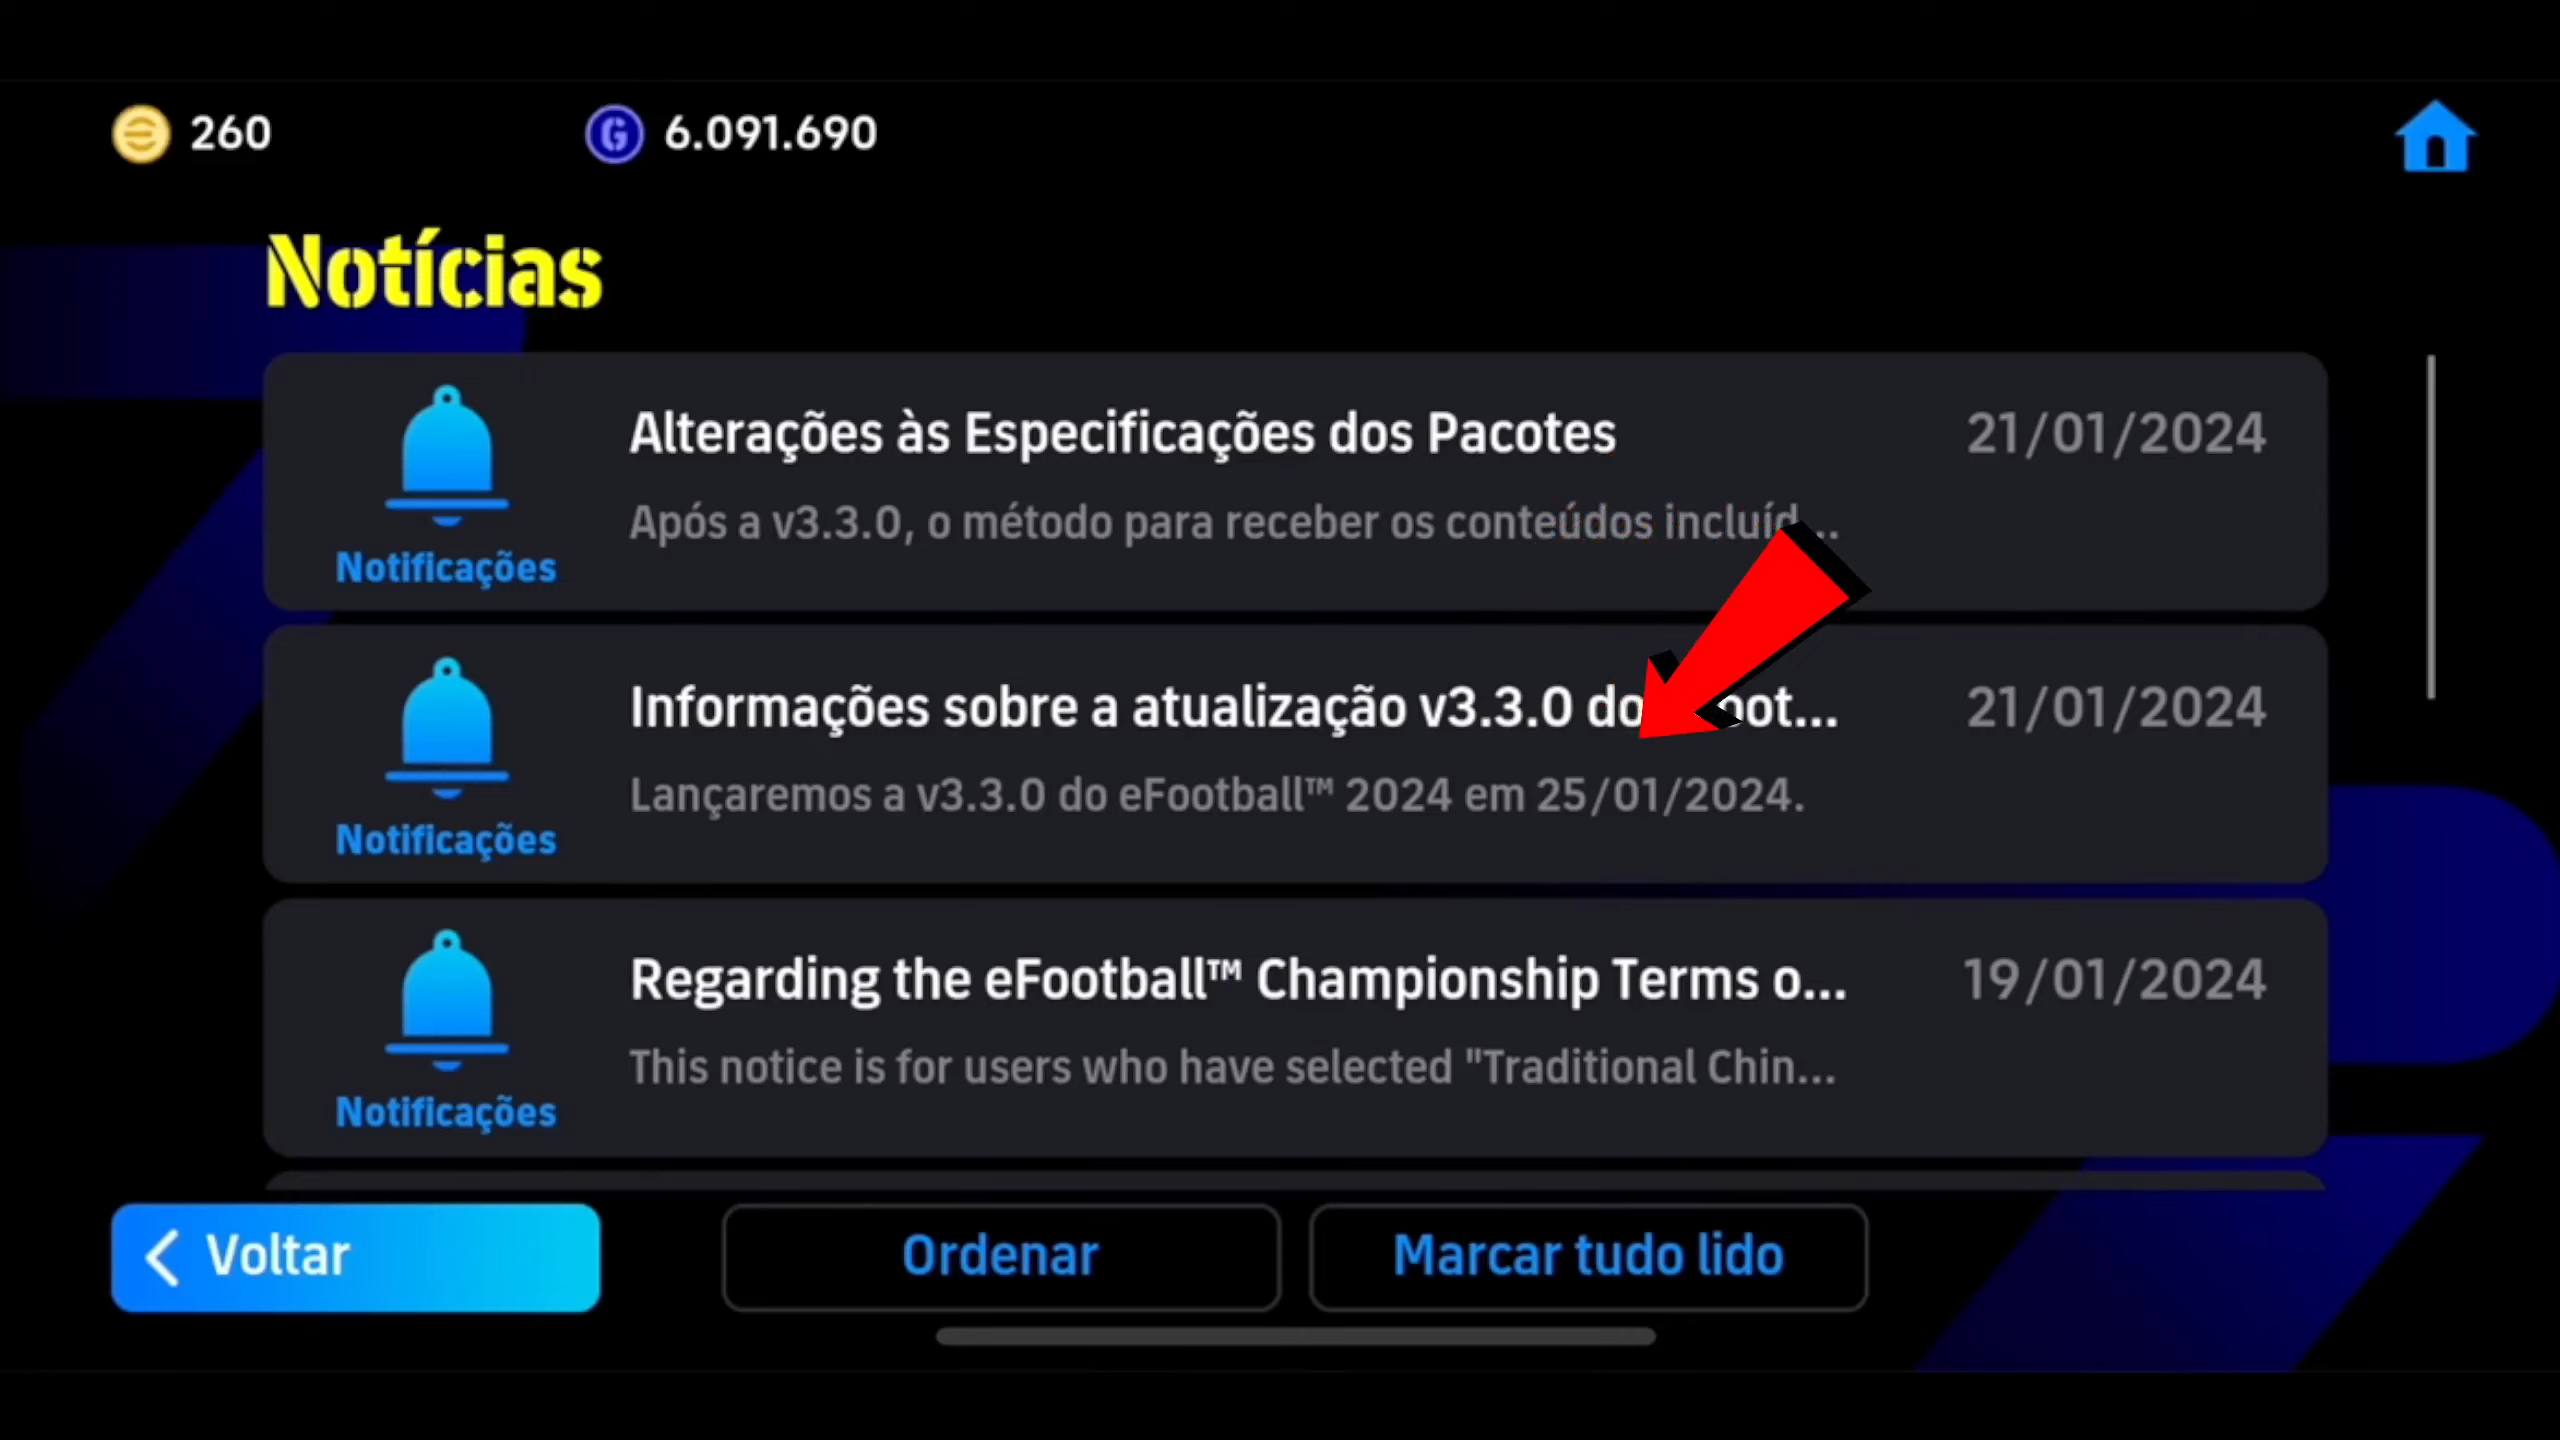 260
6.091.690
Notícias
Alterações às Especificações dos Pacotes
21/01/2024
Após a v3.3.0, o método para receber os conteúdos incluíd...
Notificações
Informações sobre a atualização v3.3.0 do oot...
21/01/2024
Lançaremos a v3.3.0 do eFootball™ 2024 em 25/01/2024.
Notificações
Regarding the eFootball™ Championship Terms o...
19/01/2024
This notice is for users who have selected "Traditional Chin...
Notificações
Voltar
Ordenar
Marcar tudo lido